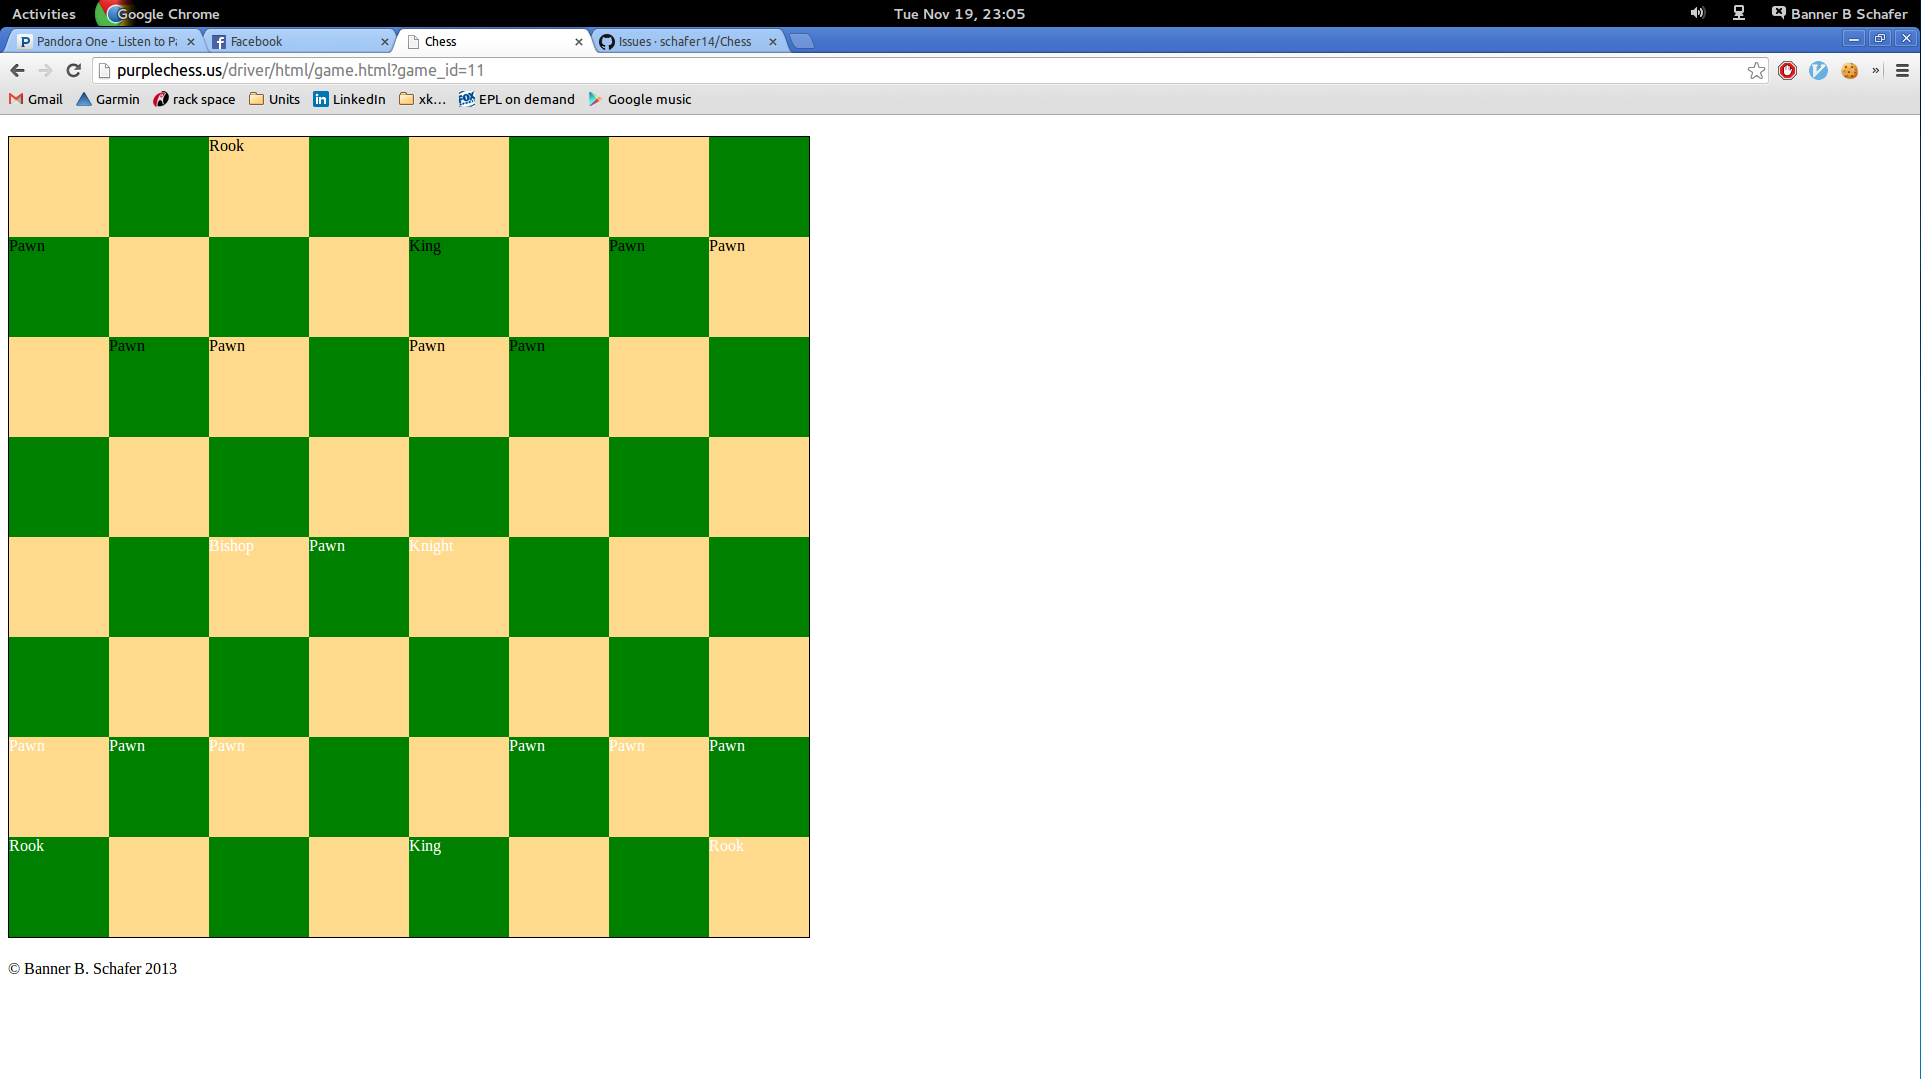 Activities Google Chrome Tue Nov 19, 23:05 Banner B Schafer
Pandora One - Listen to Pa Facebook Chess Issues · schafer14/Chess
purplechess.us/driver/html/game.html?game_id=11
Gmail Garmin rack space Units LinkedIn xk... EPL on demand Google music
Rook
Pawn King Pawn Pawn
Pawn Pawn Pawn Pawn
Bishop Pawn Knight
Pawn Pawn Pawn Pawn Pawn Pawn
Rook King Rook
© Banner B. Schafer 2013